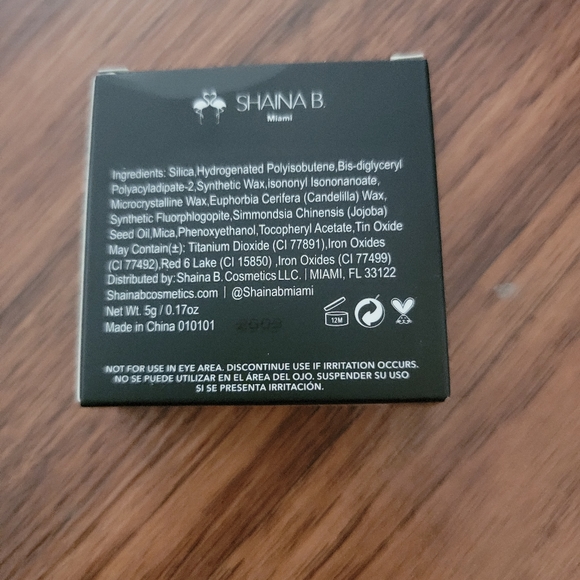 SHAINA B.
Miami
Ingredients: Silica,Hydrogenated Polyisobutene,Bis-diglyceryl
Polyacyladipate-2,Synthetic Wax,isononyl Isononanoate,
Microcrystalline Wax,Euphorbia Cerifera (Candelilla) Wax,
Synthetic Fluorphlogopite,Simmondsia Chinensis (Jojoba)
Seed Oil,Mica,Phenoxyethanol,Tocopheryl Acetate,Tin Oxide
May Contain(±): Titanium Dioxide (CI 77891),Iron Oxides
(CI 77492),Red 6 Lake (CI 15850) ,Iron Oxides (CI 77499)
Distributed by: Shaina B. Cosmetics LLC. | MIAMI, FL 33122
Shainabcosmetics.com | @Shainabmiami
Net Wt. 5g / 0.17oz
Made in China 010101
12M
NOT FOR USE IN EYE AREA. DISCONTINUE USE IF IRRITATION OCCURS.
NO SE PUEDE UTILIZAR EN EL ÁREA DEL OJO. SUSPENDER SU USO
SI SE PRESENTA IRRITACIÓN.